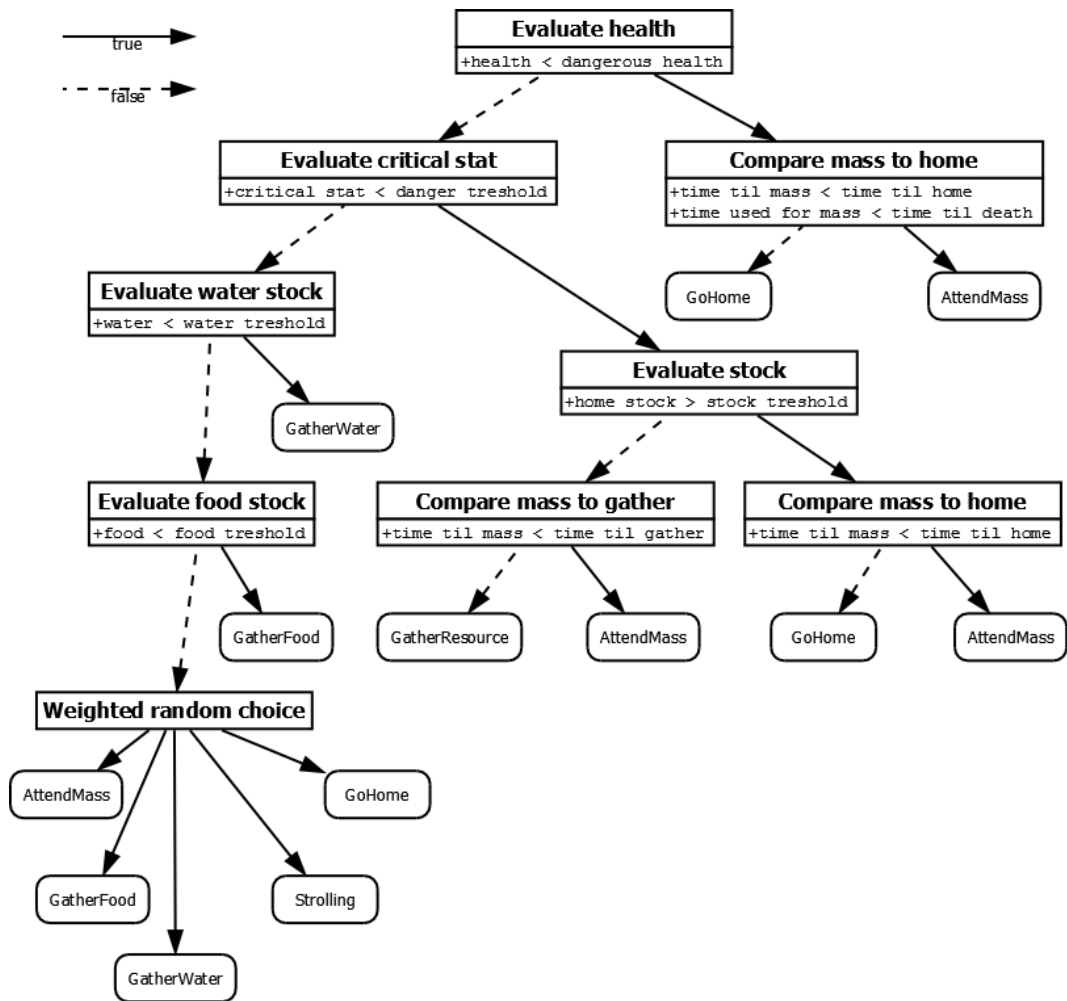 Evaluate health
+health < dangerous health
true
false
Evaluate critical stat
+critical stat < danger treshold
Compare mass to home
+time til mass < time til home
+time used for mass < time til death
Evaluate water stock
+water < water treshold
GoHome
AttendMass
Evaluate stock
+home stock > stock treshold
GatherWater
Evaluate food stock
+food < food treshold
Compare mass to gather
+time til mass < time til gather
Compare mass to home
+time til mass < time til home
GatherFood
GatherResource
AttendMass
GoHome
AttendMass
Weighted random choice
AttendMass
GoHome
GatherFood
Strolling
GatherWater